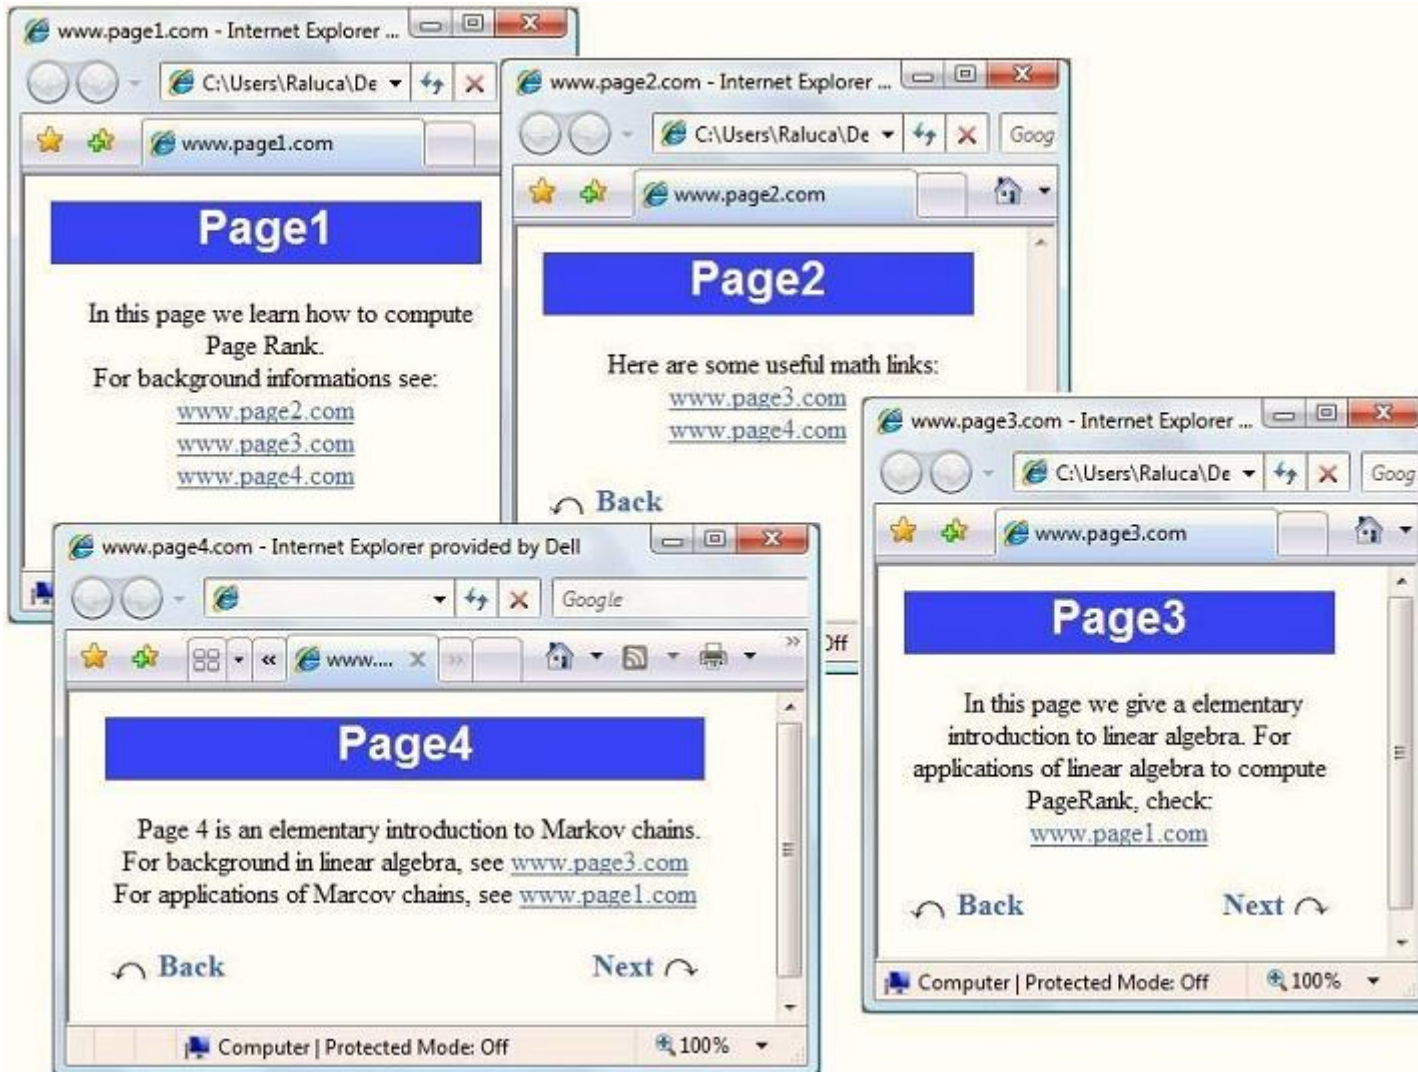 www.page1.com - Internet Explorer ...
C:\Users\Raluca\De
www.page1.com
Page1
In this page we learn how to compute
Page Rank.
For background informations see:
www.page2.com
www.page3.com
www.page4.com
www.page2.com - Internet Explorer ...
C:\Users\Raluca\De
Goog
www.page2.com
Page2
Here are some useful math links:
www.page3.com
www.page4.com
Back
Off
www.page3.com - Internet Explorer ...
C:\Users\Raluca\De
Goog
www.page3.com
Page3
In this page we give a elementary
introduction to linear algebra. For
applications of linear algebra to compute
PageRank, check:
www.page1.com
Back Next
Computer | Protected Mode: Off 100%
www.page4.com - Internet Explorer provided by Dell
Google
www....
Page4
Page 4 is an elementary introduction to Markov chains.
For background in linear algebra, see www.page3.com
For applications of Marcov chains, see www.page1.com
Back Next
Computer | Protected Mode: Off 100%